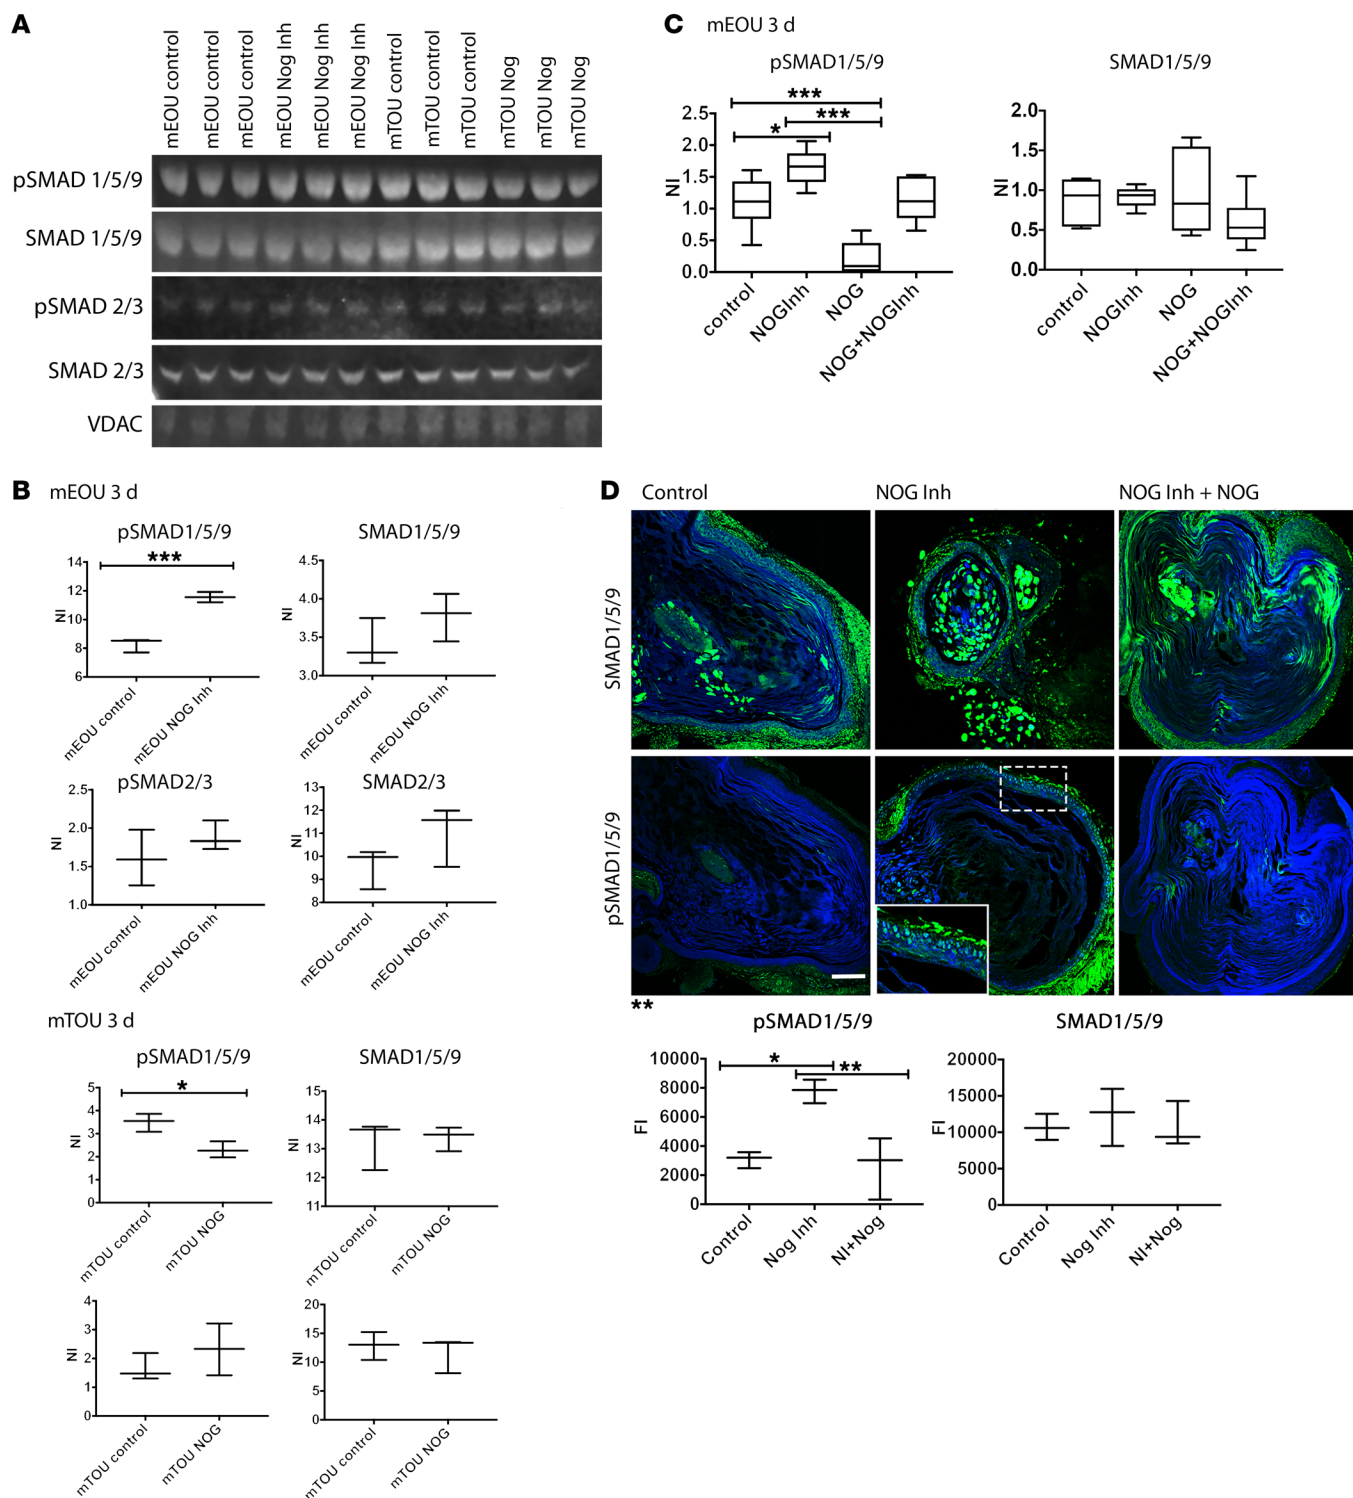 A
mEOU control
mEOU control
mEOU control
mEOU Nog Inh
mEOU Nog Inh
mEOU Nog Inh
mTOU control
mTOU control
mTOU control
mTOU Nog
mTOU Nog
mTOU Nog
pSMAD 1/5/9
SMAD 1/5/9
pSMAD 2/3
SMAD 2/3
VDAC
B mEOU 3 d
pSMAD1/5/9
***
14
12
10
8
6
NI
mEOU control
mEOU NOG Inh
SMAD1/5/9
4.5
4.0
3.5
3.0
NI
mEOU control
mEOU NOG Inh
pSMAD2/3
2.5
2.0
1.5
1.0
NI
mEOU control
mEOU NOG Inh
SMAD2/3
13
12
11
10
9
8
NI
mEOU control
mEOU NOG Inh
mTOU 3 d
pSMAD1/5/9
*
5
4
3
2
1
0
NI
mTOU control
mTOU NOG
SMAD1/5/9
15
14
13
12
11
NI
mTOU control
mTOU NOG
4
3
2
1
0
NI
mTOU control
mTOU NOG
20
15
10
5
0
NI
mTOU control
mTOU NOG
C mEOU 3 d
pSMAD1/5/9
***
***
*
2.5
2.0
1.5
1.0
0.5
0.0
NI
control
NOGInh
NOG
NOG+NOGInh
SMAD1/5/9
2.0
1.5
1.0
0.5
0.0
NI
control
NOGInh
NOG
NOG+NOGInh
D Control NOG Inh NOG Inh + NOG
SMAD1/5/9
pSMAD1/5/9
**
pSMAD1/5/9
*
**
10000
8000
6000
4000
2000
0
FI
Control
Nog Inh
NI+Nog
SMAD1/5/9
20000
15000
10000
5000
0
FI
Control
Nog Inh
NI+Nog